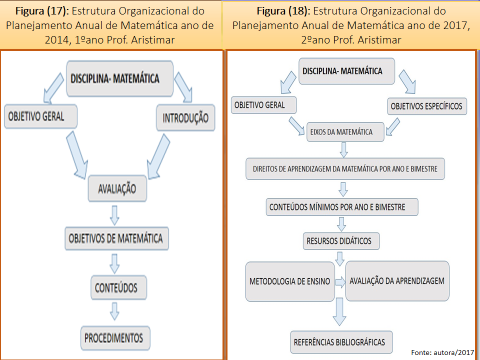 Figura (17): Estrutura Organizacional do
Planejamento Anual de Matemática ano de
2014, 1ºano Prof. Aristimar
DISCIPLINA- MATEMÁTICA
OBJETIVO GERAL
INTRODUÇÃO
AVALIAÇÃO
OBJETIVOS DE MATEMÁTICA
CONTEÚDOS
PROCEDIMENTOS
Figura (18): Estrutura Organizacional do
Planejamento Anual de Matemática ano de 2017,
2ºano Prof. Aristimar
DISCIPLINA- MATEMÁTICA
OBJETIVO GERAL
OBJETIVOS ESPECÍFICOS
EIXOS DA MATEMÁTICA
DIREITOS DE APRENDIZAGEM DA MATEMÁTICA POR ANO E BIMESTRE
CONTEÚDOS MÍNIMOS POR ANO E BIMESTRE
RESURSOS DIDÁTICOS
METODOLOGIA DE ENSINO
AVALIAÇÃO DA APRENDIZAGEM
REFERÊNCIAS BIBLIOGRÁFICAS
Fonte: autora/2017